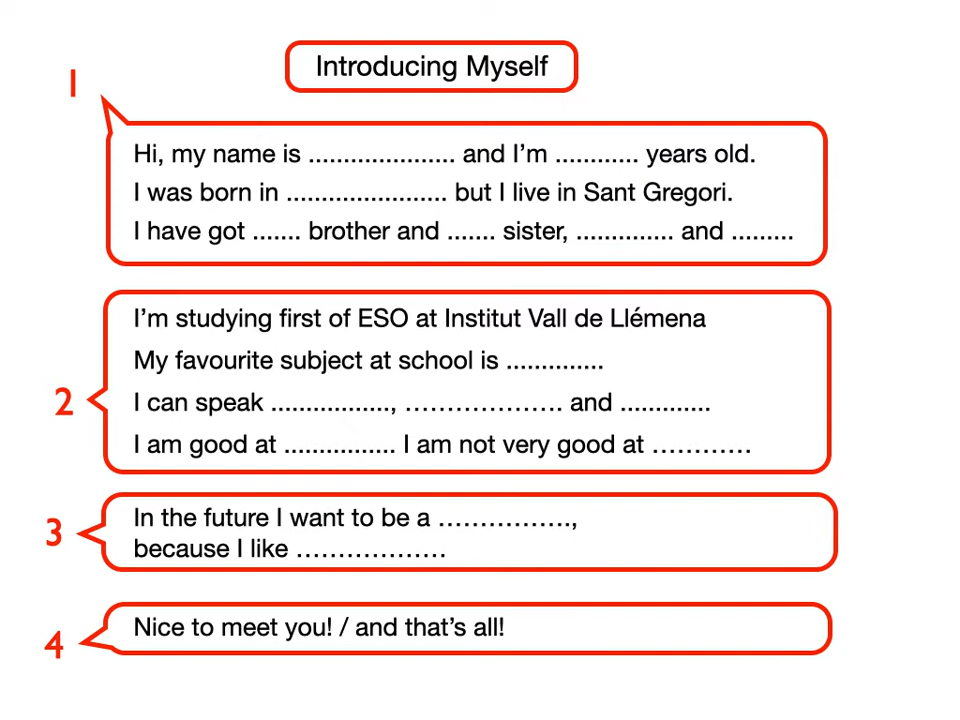 Introducing Myself
1
Hi, my name is ..................... and I'm ............ years old.
I was born in ....................... but I live in Sant Gregori.
I have got ....... brother and ....... sister, .............. and .........
I'm studying first of ESO at Institut Vall de Llémena
My favourite subject at school is ..............
2
I can speak ................., ………………. and .............
I am good at ................ I am not very good at …………
3
In the future I want to be a ……………..,
because I like ………………
4
Nice to meet you! / and that's all!